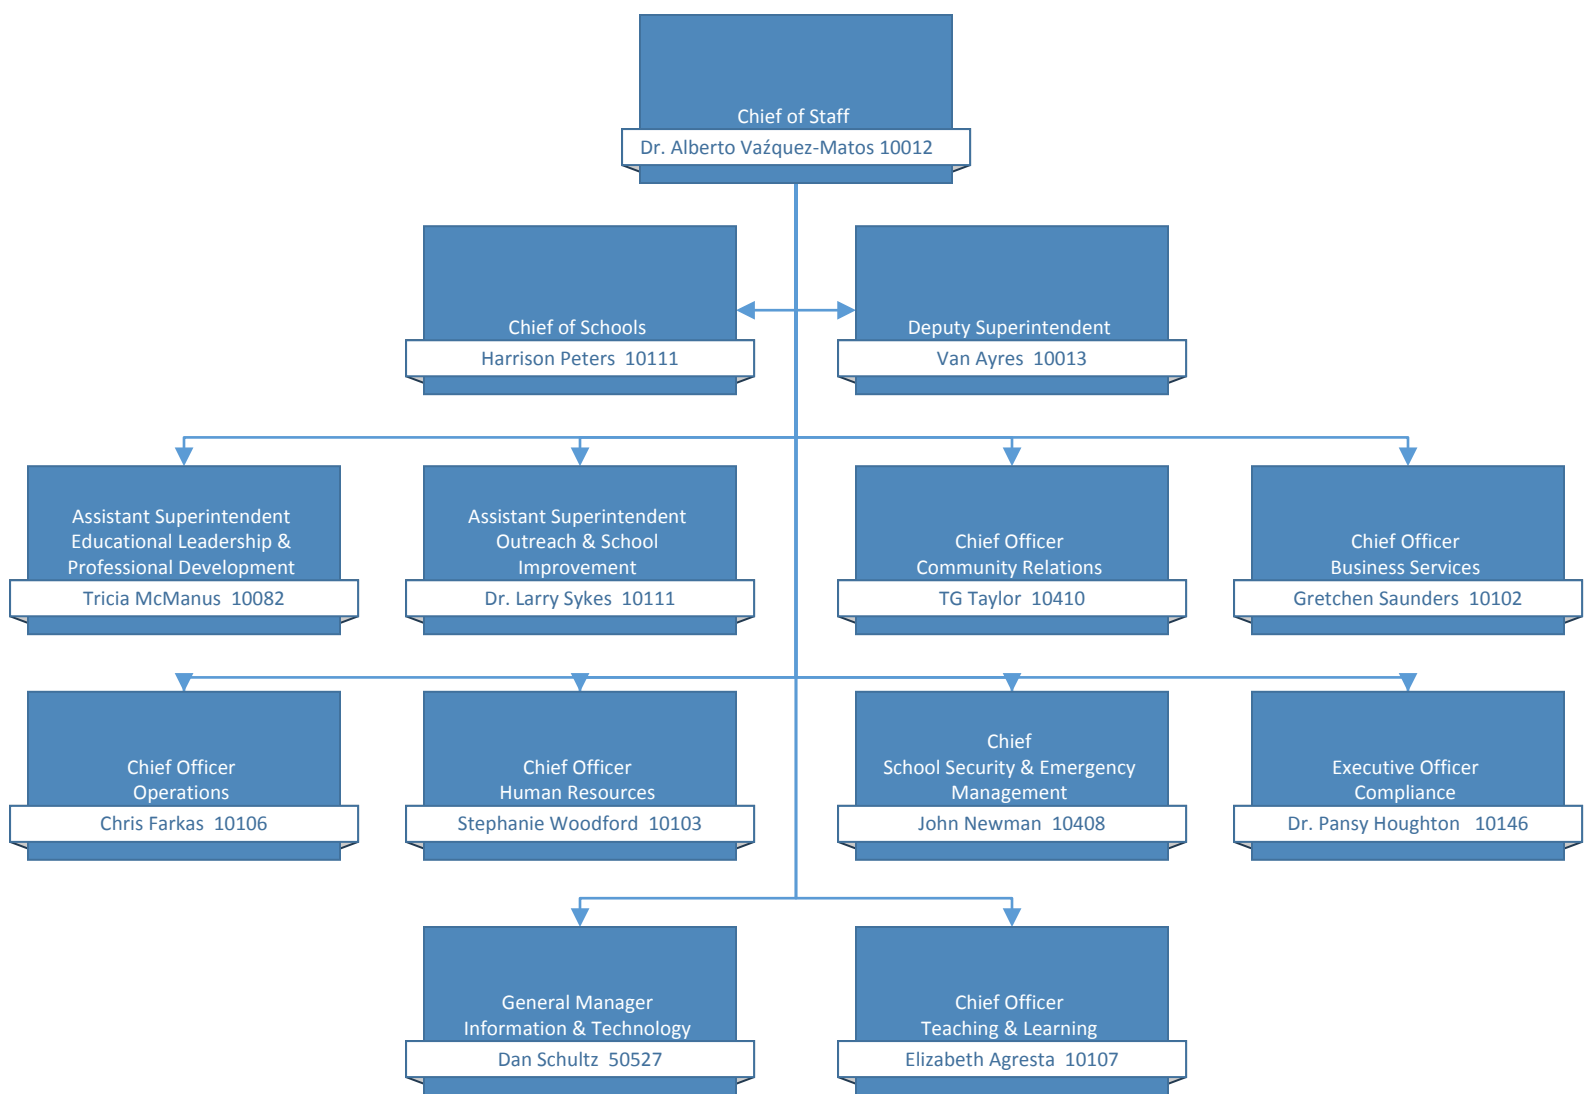 Chief of Staff
Dr. Alberto Vaźquez-Matos 10012
Chief of Schools
Harrison Peters 10111
Deputy Superintendent
Van Ayres 10013
Assistant Superintendent
Educational Leadership &
Professional Development
Tricia McManus 10082
Assistant Superintendent
Outreach & School
Improvement
Dr. Larry Sykes 10111
Chief Officer
Community Relations
TG Taylor 10410
Chief Officer
Business Services
Gretchen Saunders 10102
Chief Officer
Operations
Chris Farkas 10106
Chief Officer
Human Resources
Stephanie Woodford 10103
Chief
School Security & Emergency
Management
John Newman 10408
Executive Officer
Compliance
Dr. Pansy Houghton 10146
General Manager
Information & Technology
Dan Schultz 50527
Chief Officer
Teaching & Learning
Elizabeth Agresta 10107